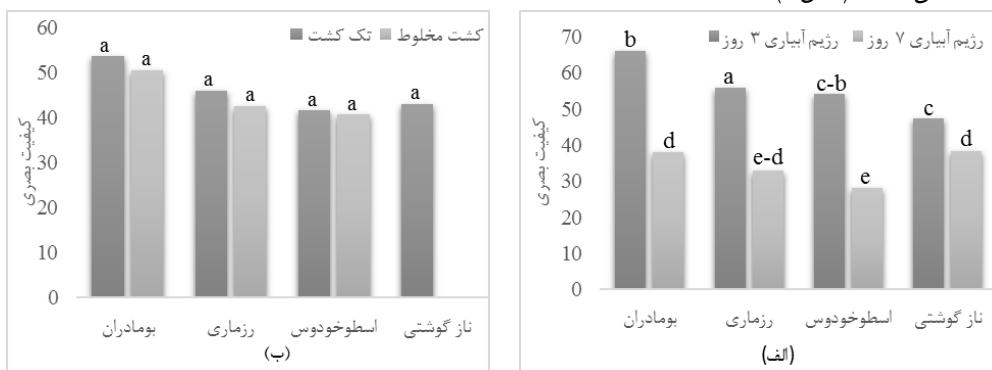 رژیم آبیاری ۳ روز رژیم آبیاری ۷ روز
کیفیت بصری
70
60
50
40
30
20
10
0
b
d
a
e-d
c-b
e
c
d
بومادران رزماری اسطوخودوس ناز گوشتی
(الف)
تک کشت کشت مخلوط
کیفیت بصری
60
50
40
30
20
10
0
a
a
a
a
a
a
a
بومادران رزماری اسطوخودوس ناز گوشتی
(ب)